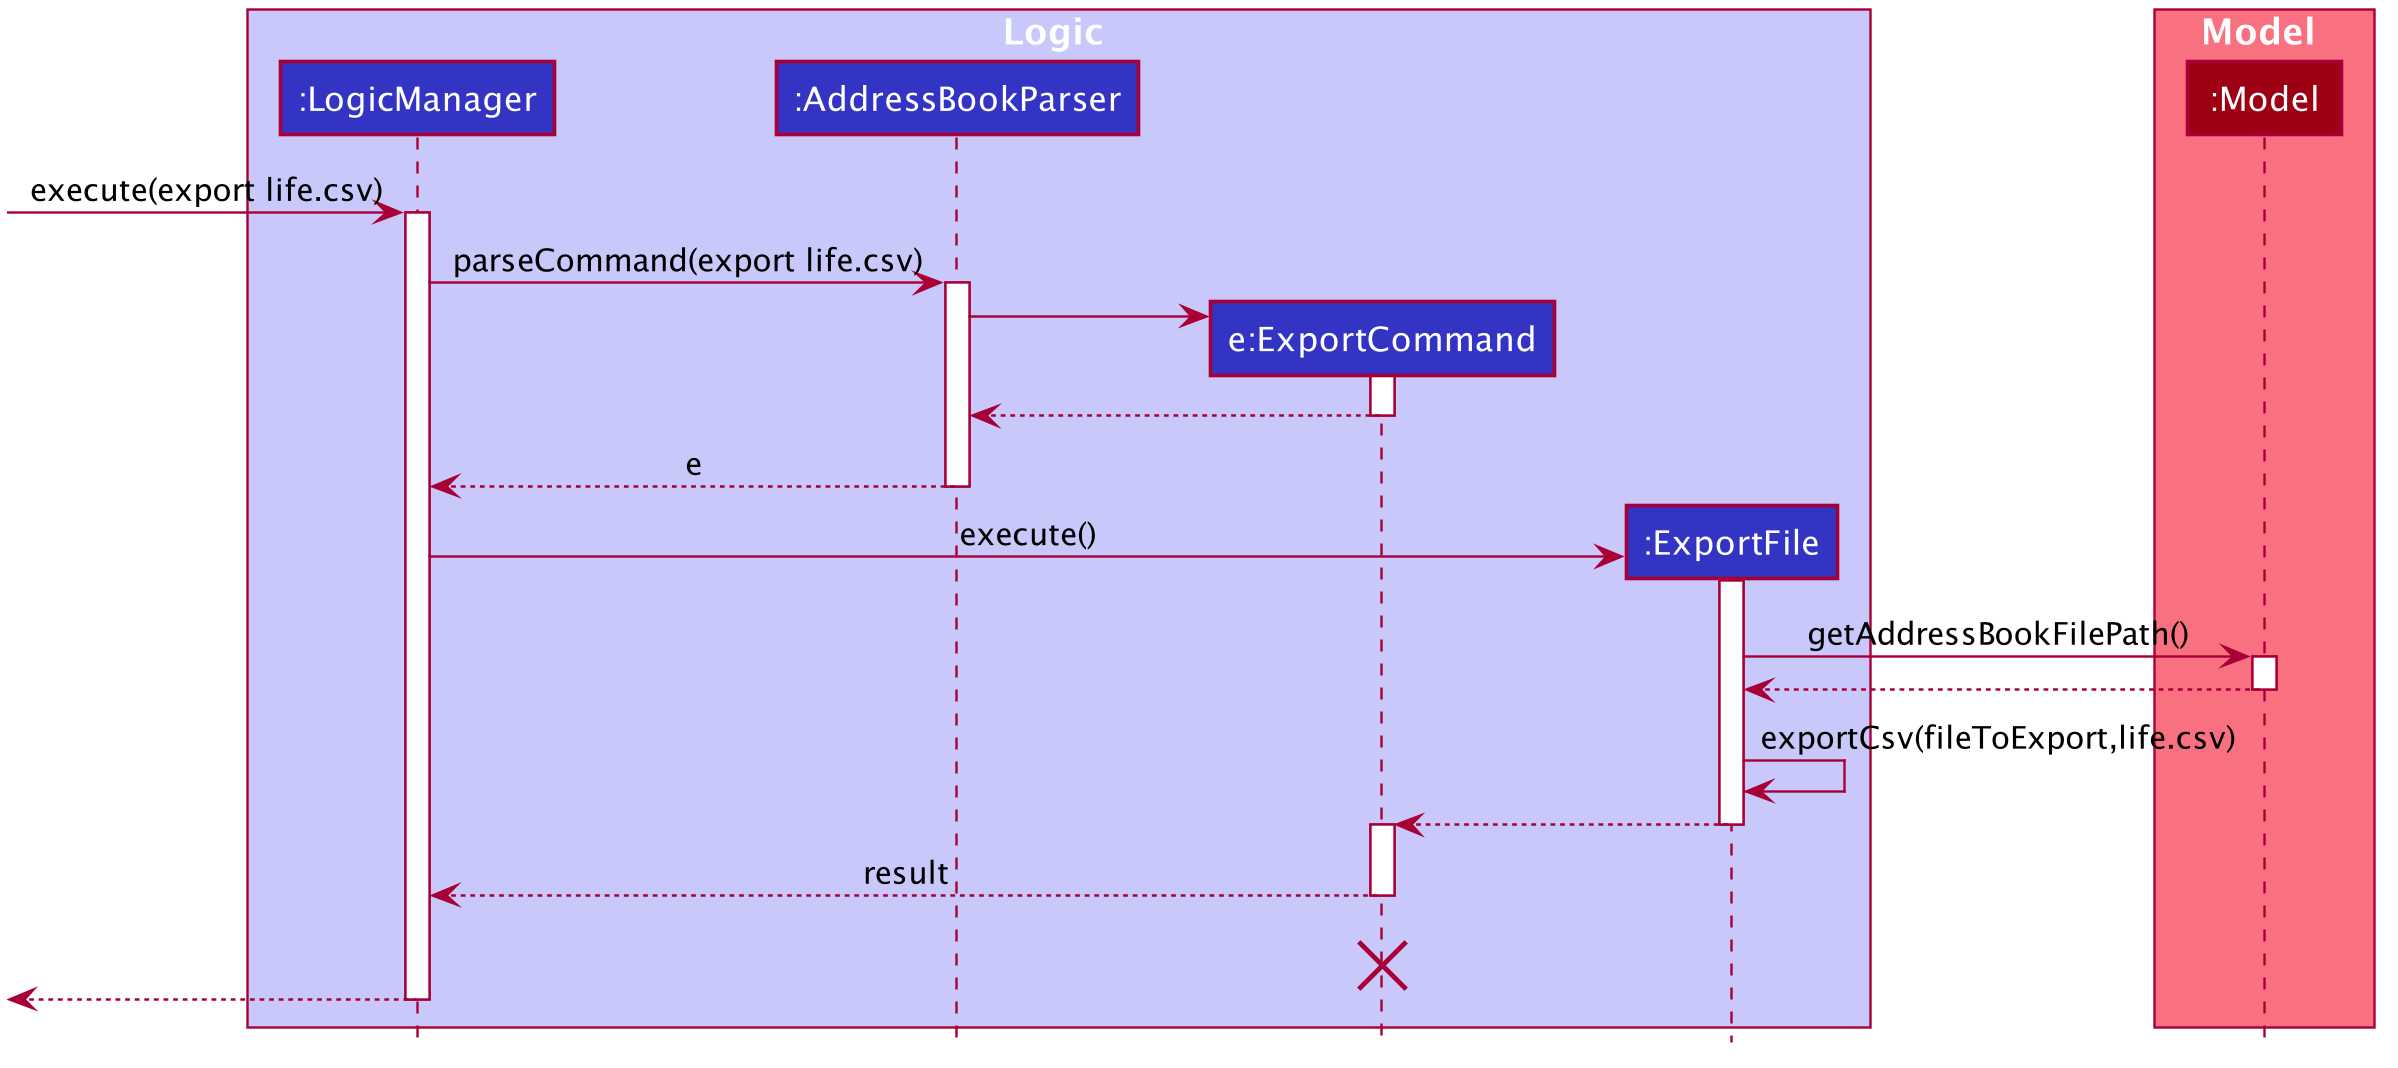 Logic
Model
:LogicManager
:AddressBookParser
:Model
execute(export life.csv)
parseCommand(export life.csv)
e:ExportCommand
e
execute()
:ExportFile
getAddressBookFilePath()
exportCsv(fileToExport,life.csv)
result